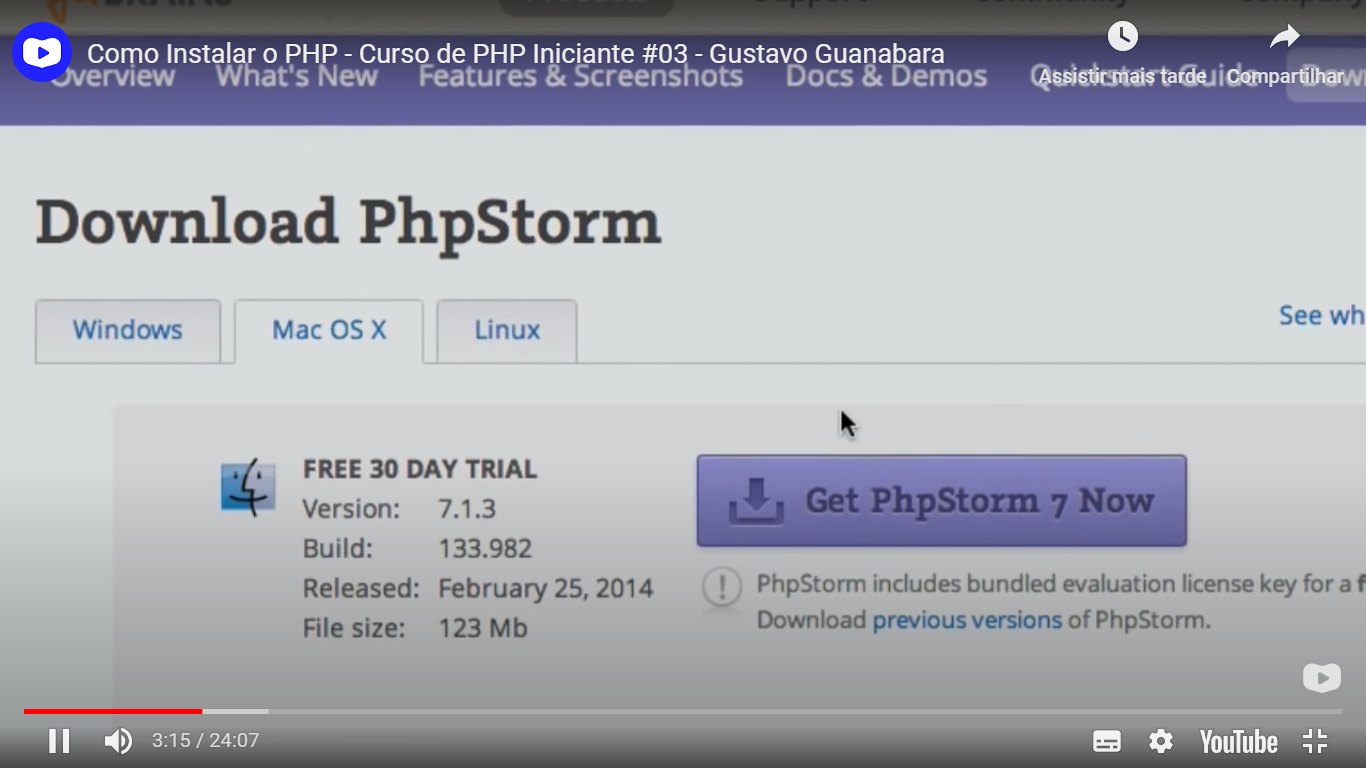 Support Community Company
Como Instalar o PHP - Curso de PHP Iniciante #03 - Gustavo Guanabara
Overview What's New Features & Screenshots Docs & Demos Quickstart Guide
Assistir mais tarde Compartilhar
Download PhpStorm
Windows Mac OS X Linux
See
FREE 30 DAY TRIAL
Version: 7.1.3
Build: 133.982
Released: February 25, 2014
File size: 123 Mb
Get PhpStorm 7 Now
PhpStorm includes bundled evaluation license key for a
Download previous versions of PhpStorm.
3:15 / 24:07
YouTube